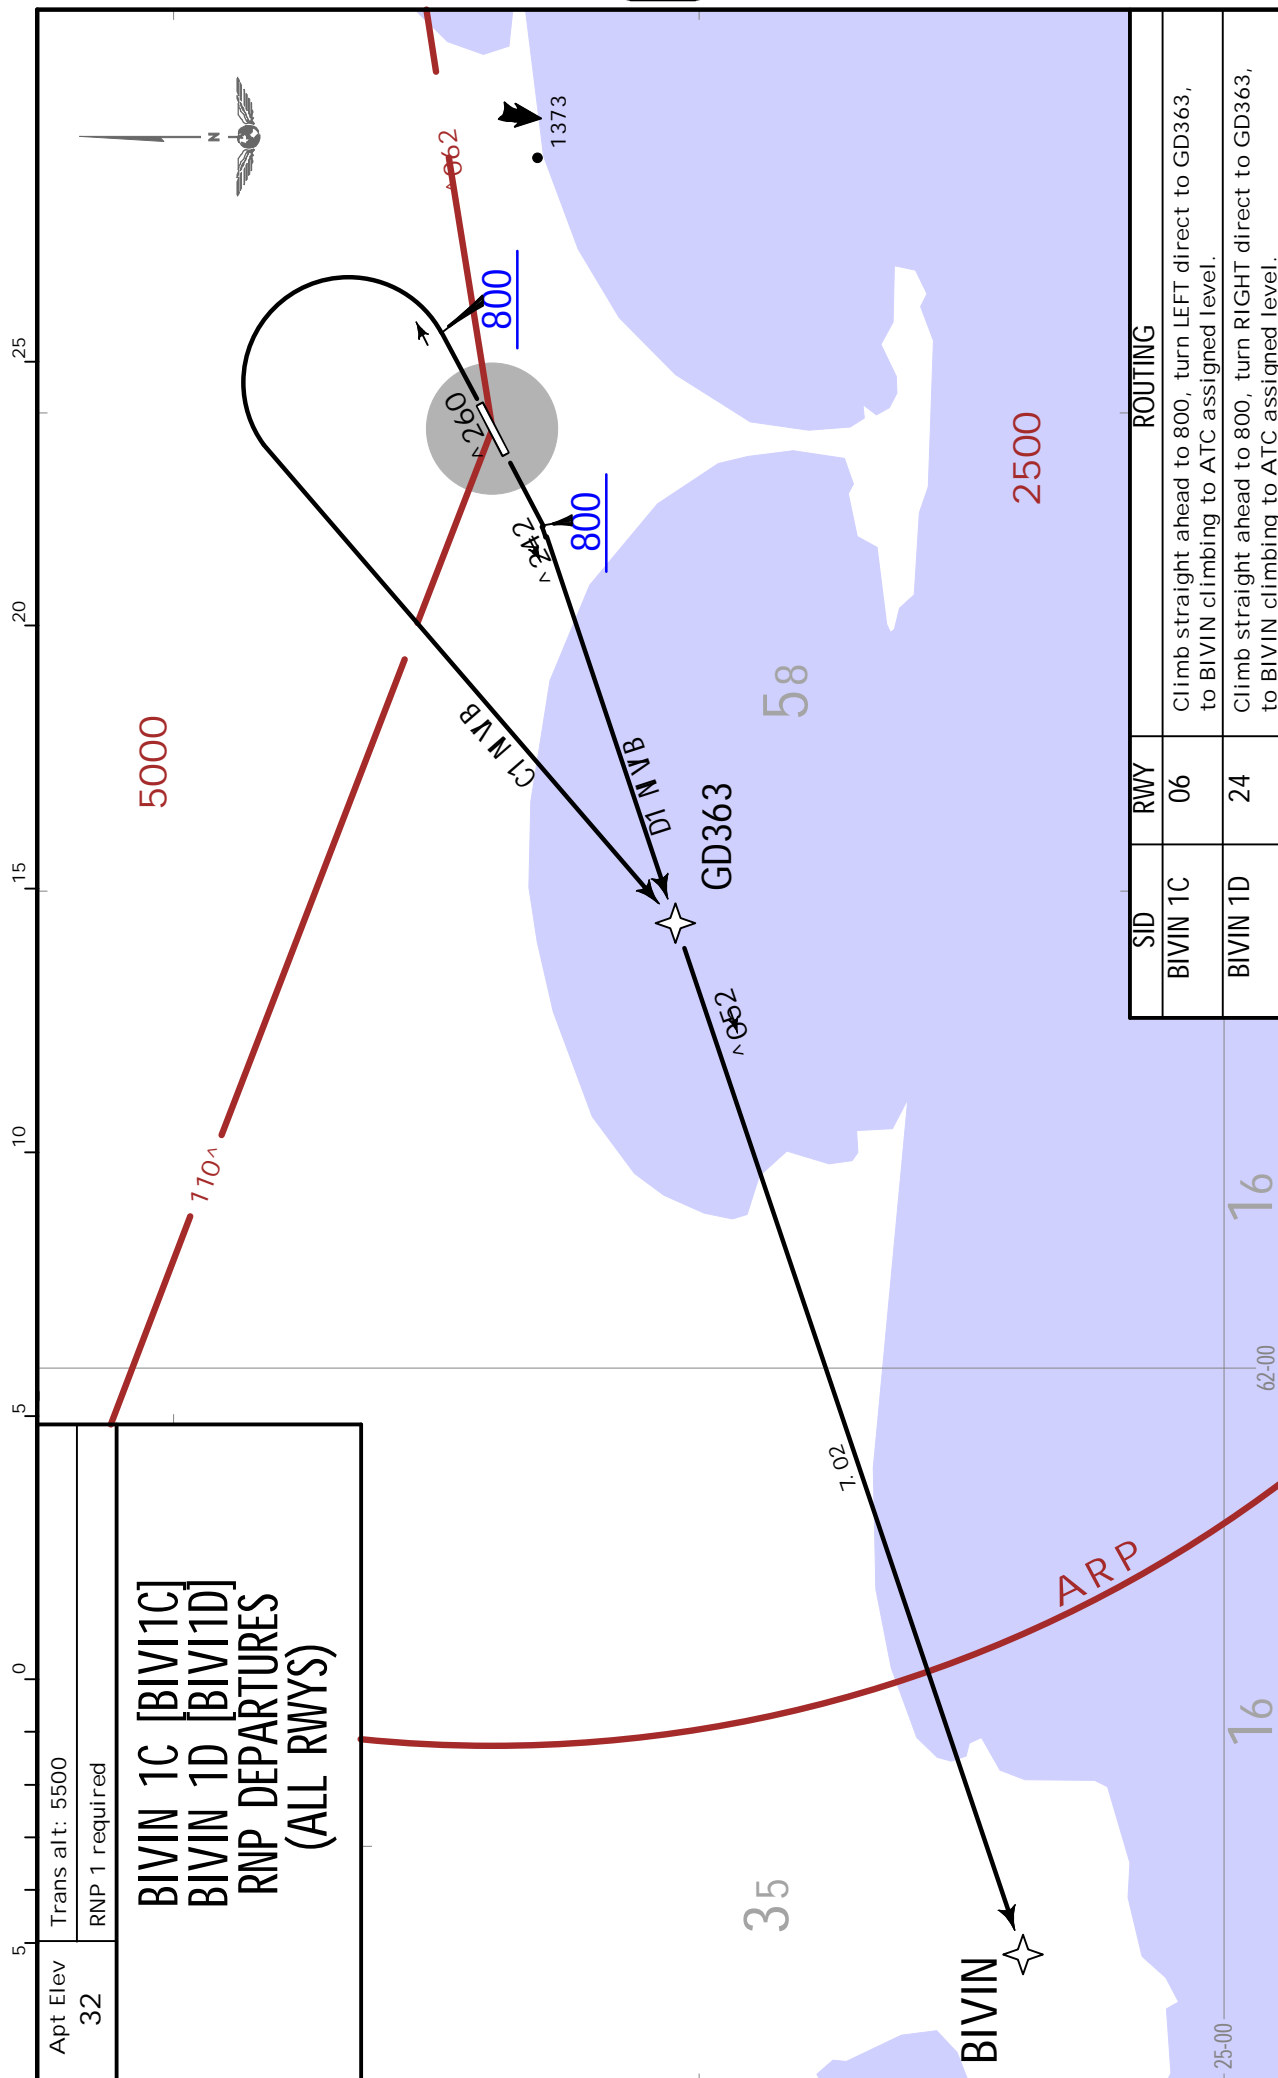 Apt Elev
32
Trans alt: 5500
RNP 1 required
BIVIN 1C [BIVI1C]
BIVIN 1D [BIVI1D]
RNP DEPARTURES
(ALL RWYS)
5
0
5
10
15
20
25
N
5000
110^
^062
1373
^260
800
^242
800
C1 N V B
D1 N V B
GD363
^052
7.02
58
2500
35
16
16
ARP
BIVIN
62-00
25-00
SID RWY ROUTING
BIVIN 1C 06 Climb straight ahead to 800, turn LEFT direct to GD363,
to BIVIN climbing to ATC assigned level.
BIVIN 1D 24 Climb straight ahead to 800, turn RIGHT direct to GD363,
to BIVIN climbing to ATC assigned level.